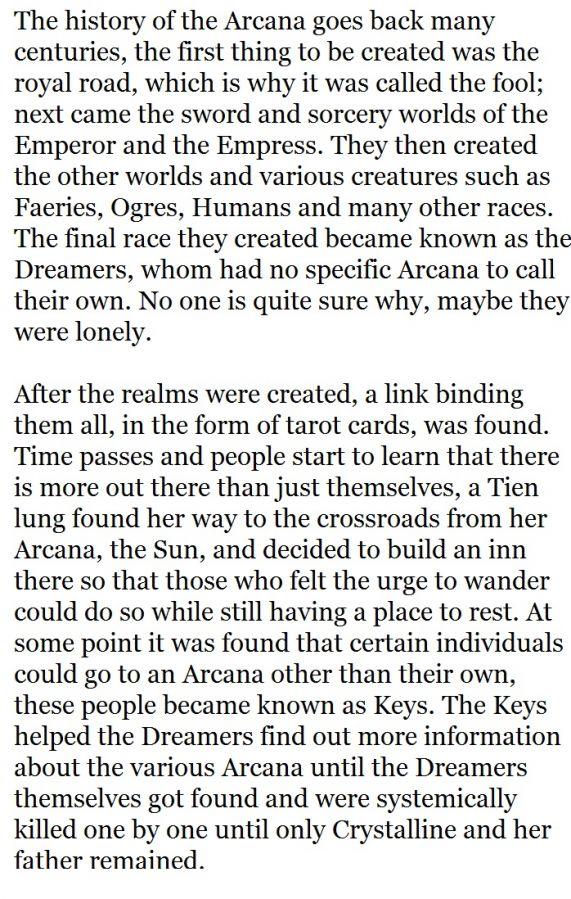 The history of the Arcana goes back many
centuries, the first thing to be created was the
royal road, which is why it was called the fool;
next came the sword and sorcery worlds of the
Emperor and the Empress. They then created
the other worlds and various creatures such as
Faeries, Ogres, Humans and many other races.
The final race they created became known as the
Dreamers, whom had no specific Arcana to call
their own. No one is quite sure why, maybe they
were lonely.
After the realms were created, a link binding
them all, in the form of tarot cards, was found.
Time passes and people start to learn that there
is more out there than just themselves, a Tien
lung found her way to the crossroads from her
Arcana, the Sun, and decided to build an inn
there so that those who felt the urge to wander
could do so while still having a place to rest. At
some point it was found that certain individuals
could go to an Arcana other than their own,
these people became known as Keys. The Keys
helped the Dreamers find out more information
about the various Arcana until the Dreamers
themselves got found and were systemically
killed one by one until only Crystalline and her
father remained.